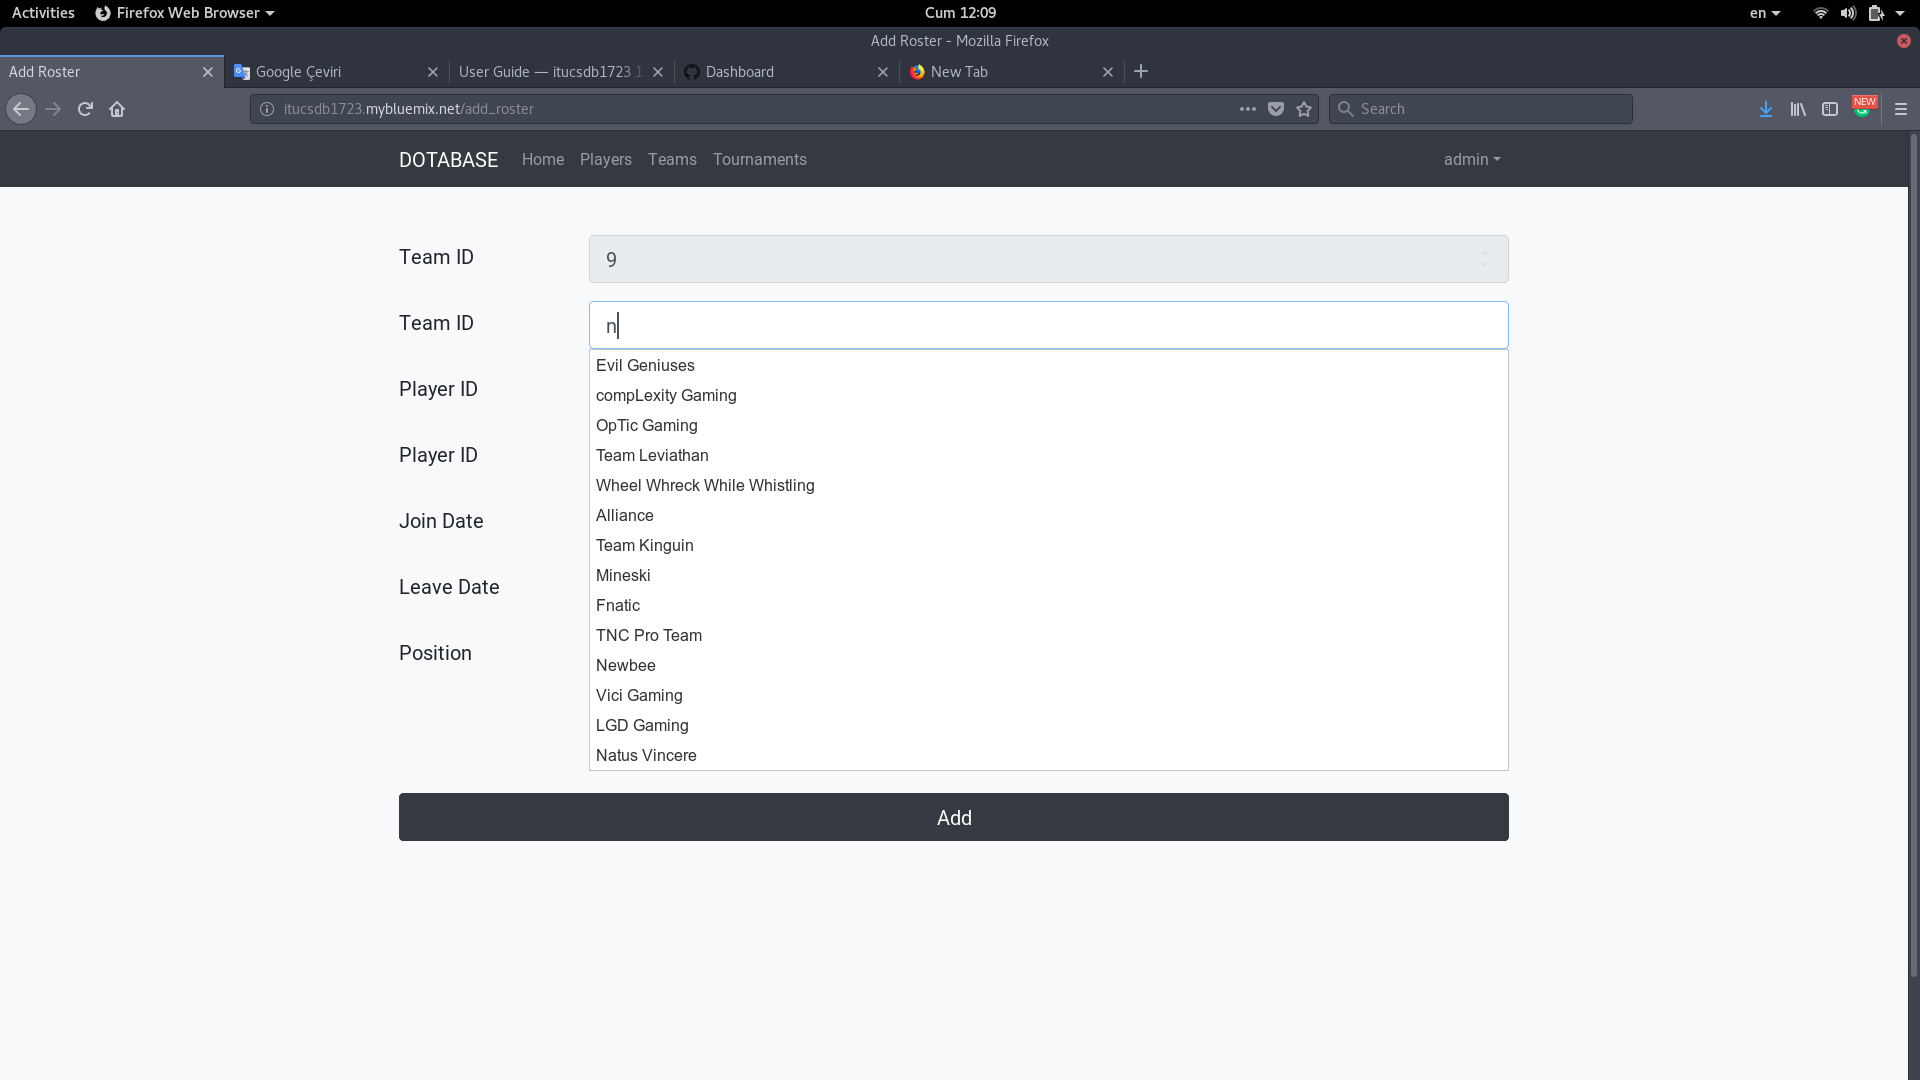 Activities Firefox Web Browser Cum 12:09 en
Add Roster - Mozilla Firefox
Add Roster Google Çeviri User Guide — itucsdb1723 1 Dashboard New Tab
itucsdb1723.mybluemix.net/add_roster Search NEW
DOTABASE Home Players Teams Tournaments admin
Team ID 9
Team ID n
Evil Geniuses
Player ID
compLexity Gaming
OpTic Gaming
Player ID
Team Leviathan
Wheel Whreck While Whistling
Join Date
Alliance
Team Kinguin
Leave Date
Mineski
Fnatic
TNC Pro Team
Position
Newbee
Vici Gaming
LGD Gaming
Natus Vincere
Add